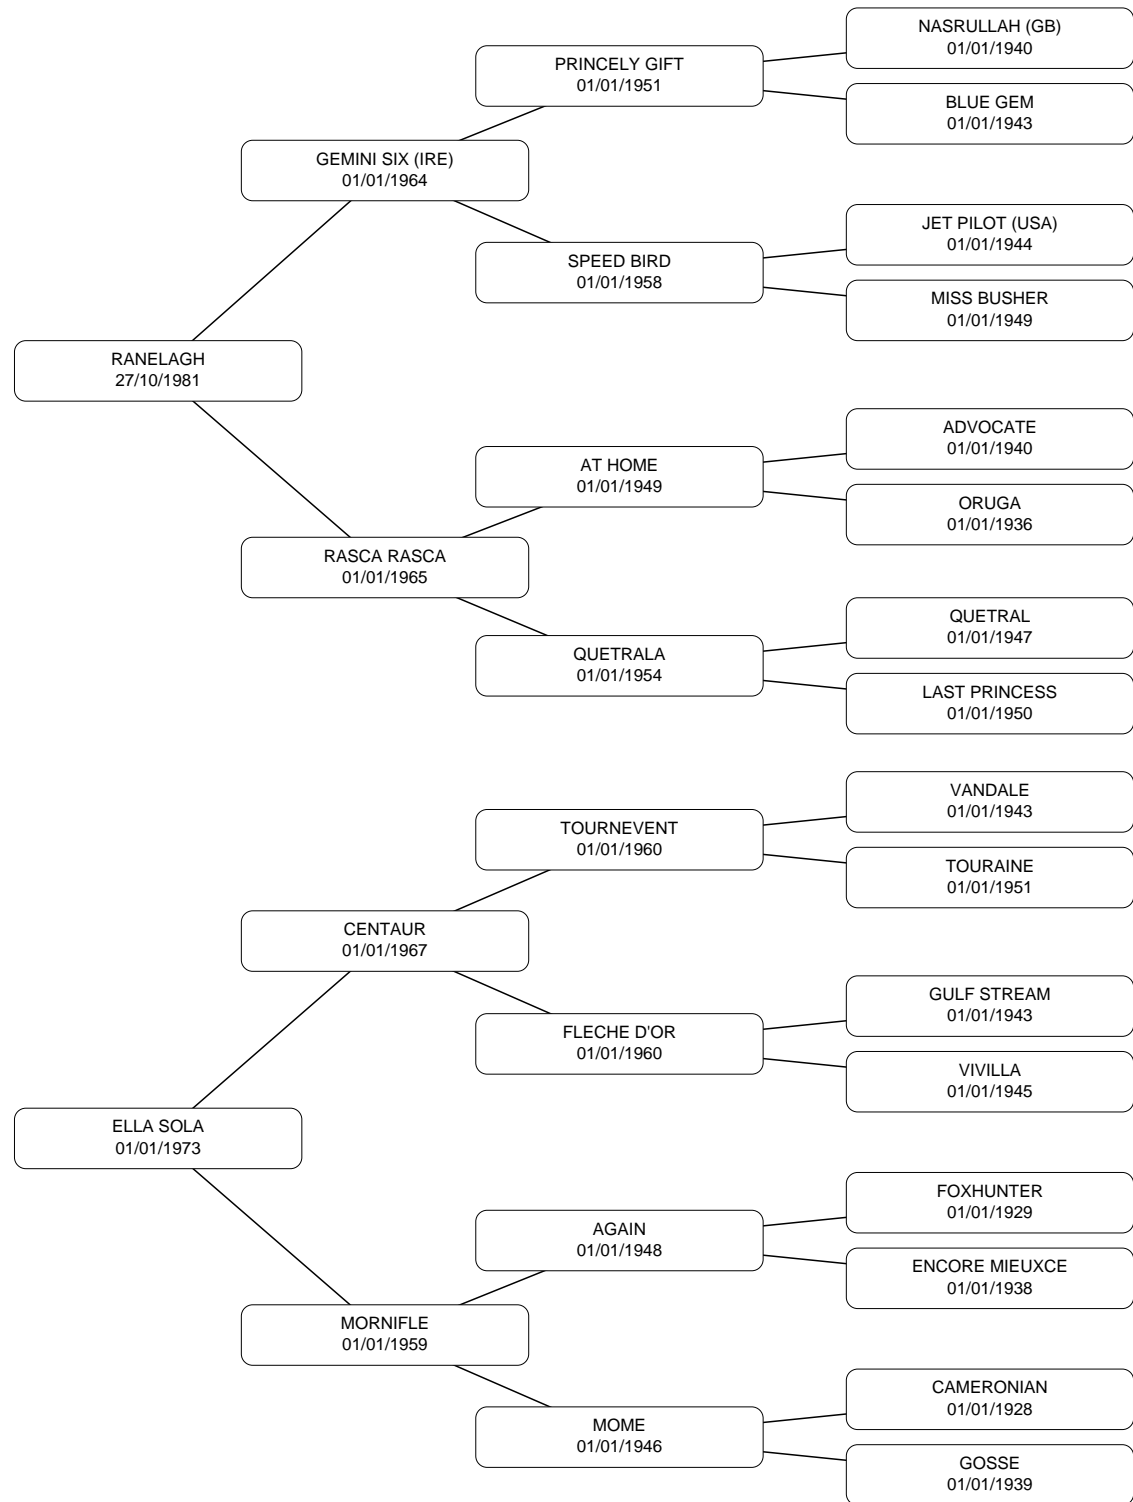 NASRULLAH (GB)
01/01/1940
PRINCELY GIFT
01/01/1951
BLUE GEM
01/01/1943
GEMINI SIX (IRE)
01/01/1964
JET PILOT (USA)
01/01/1944
SPEED BIRD
01/01/1958
MISS BUSHER
01/01/1949
RANELAGH
27/10/1981
ADVOCATE
01/01/1940
AT HOME
01/01/1949
ORUGA
01/01/1936
RASCA RASCA
01/01/1965
QUETRAL
01/01/1947
QUETRALA
01/01/1954
LAST PRINCESS
01/01/1950
VANDALE
01/01/1943
TOURNEVENT
01/01/1960
TOURAINE
01/01/1951
CENTAUR
01/01/1967
GULF STREAM
01/01/1943
FLECHE D'OR
01/01/1960
VIVILLA
01/01/1945
ELLA SOLA
01/01/1973
FOXHUNTER
01/01/1929
AGAIN
01/01/1948
ENCORE MIEUXCE
01/01/1938
MORNIFLE
01/01/1959
CAMERONIAN
01/01/1928
MOME
01/01/1946
GOSSE
01/01/1939